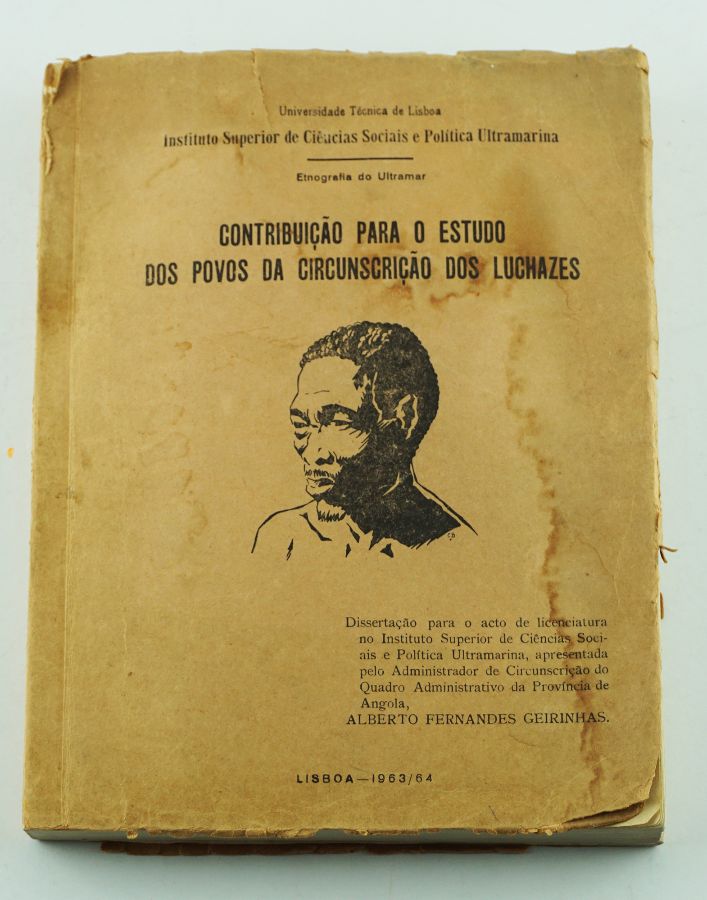 Universidade Técnica de Lisboa
Instituto Superior de Ciências Sociais e Política Ultramarina
Etnografia do Ultramar
CONTRIBUIÇÃO PARA O ESTUDO
DOS POVOS DA CIRCUNSCRIÇÃO DOS LUCHAZES
Dissertação para o acto de licenciatura
no Instituto Superior de Ciências Soci-
ais e Política Ultramarina, apresentada
pelo Administrador de Circunscrição do
Quadro Administrativo da Província de
Angola,
ALBERTO FERNANDES GEIRINHAS.
LISBOA—1963/64